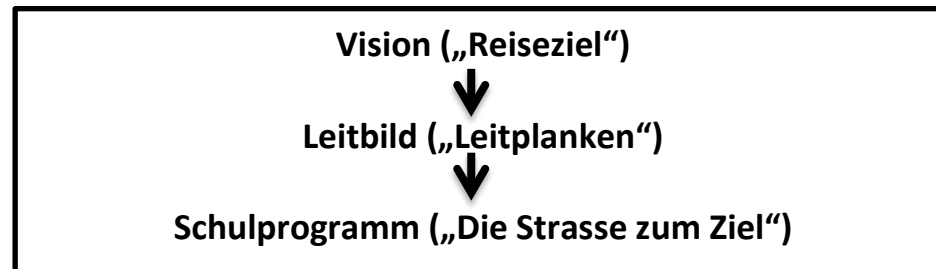 Vision („Reiseziel“)
Leitbild („Leitplanken“)
Schulprogramm („Die Strasse zum Ziel“)